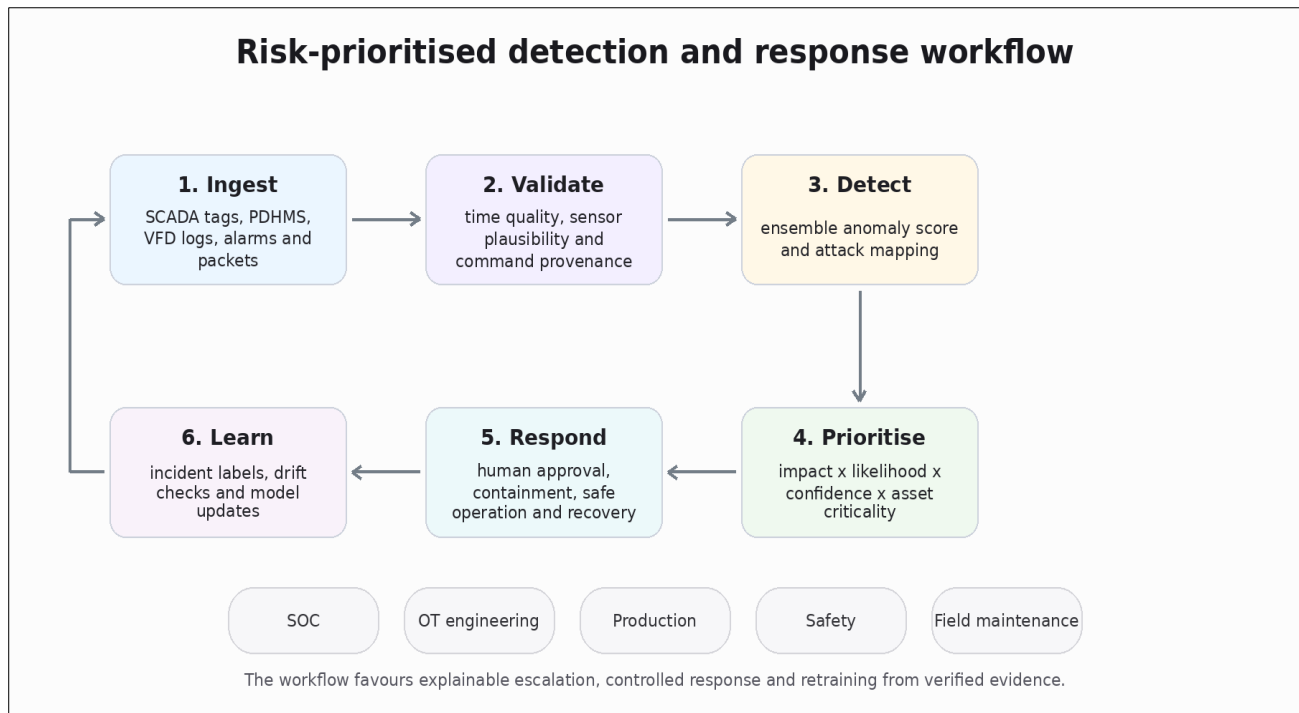 Risk-prioritised detection and response workflow
1. Ingest
SCADA tags, PDHMS,
VFD logs, alarms and
packets
2. Validate
time quality, sensor
plausibility and
command provenance
3. Detect
ensemble anomaly score
and attack mapping
4. Prioritise
impact x likelihood x
confidence x asset
criticality
5. Respond
human approval,
containment, safe
operation and recovery
6. Learn
incident labels, drift
checks and model
updates
SOC
OT engineering
Production
Safety
Field maintenance
The workflow favours explainable escalation, controlled response and retraining from verified evidence.